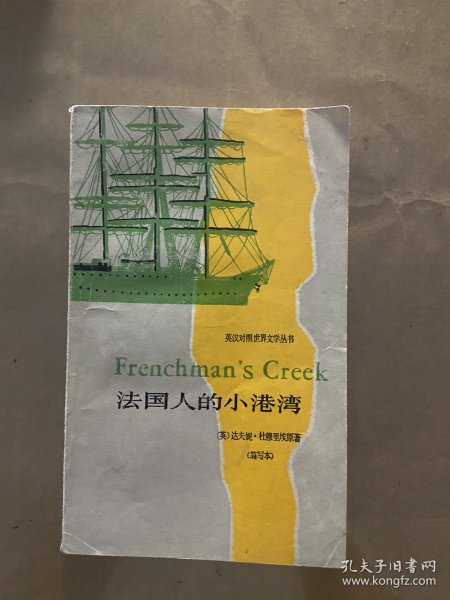 英汉对照世界文学丛书
Frenchman's Creek
法国人的小港湾
(英)达夫妮·杜穆里埃原著
(简写本)
孔夫子旧书网
www.kongfz.com